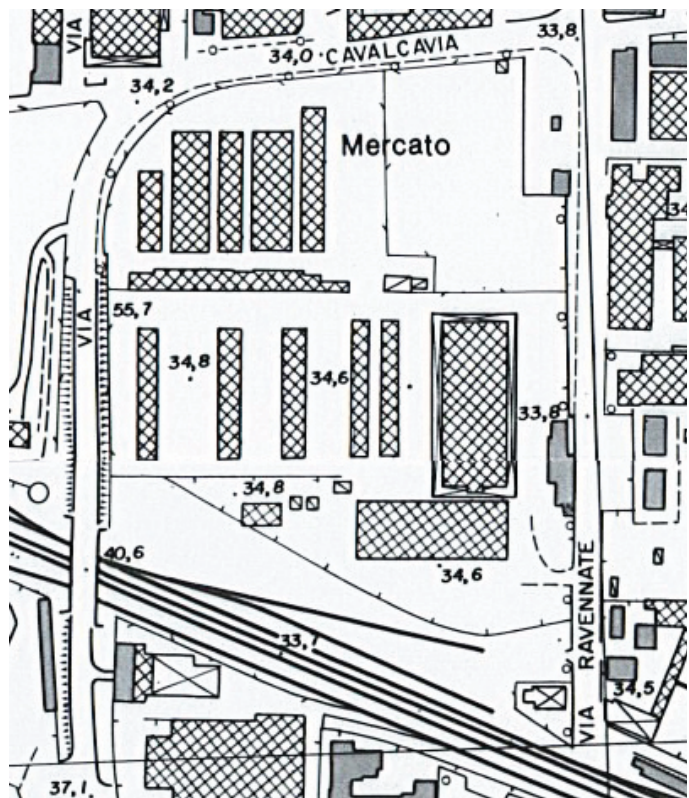 VIA
34,0
CAVALCAVIA
33,8
34,2
Mercato
34
55,7
VIA
34,8
34,6
33,8
34,8
40,6
34,6
33,7
VIA RAVENNATE
34,5
37,1